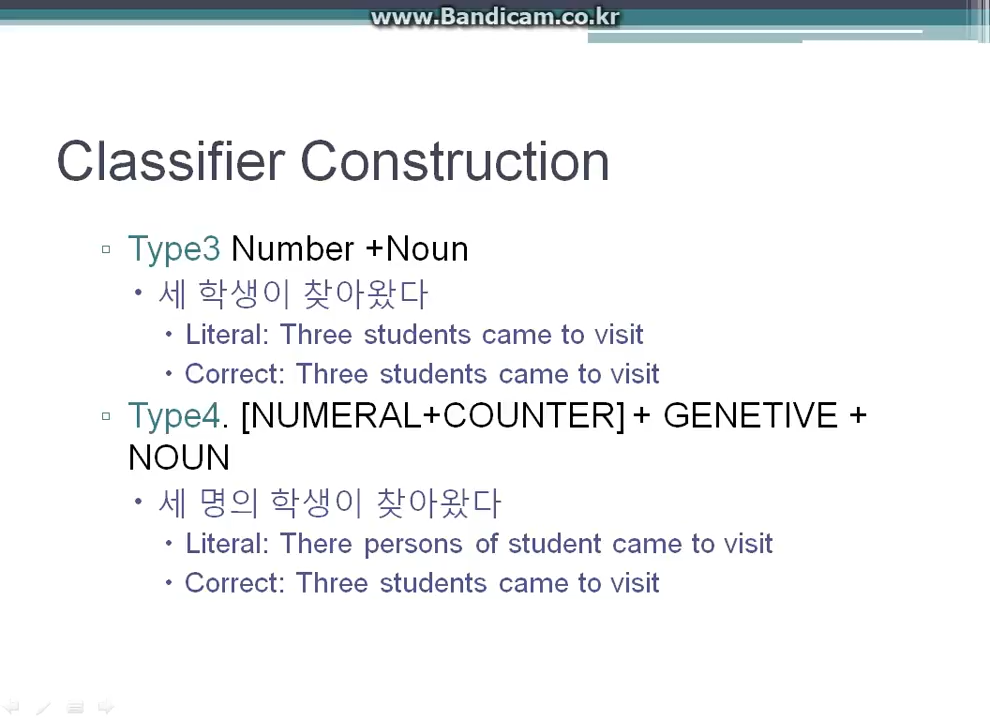 www.Bandicam.co.kr
Classifier Construction
Type3 Number +Noun
세 학생이 찾아왔다
Literal: Three students came to visit
Correct: Three students came to visit
Type4. [NUMERAL+COUNTER] + GENETIVE +
NOUN
세 명의 학생이 찾아왔다
Literal: There persons of student came to visit
Correct: Three students came to visit